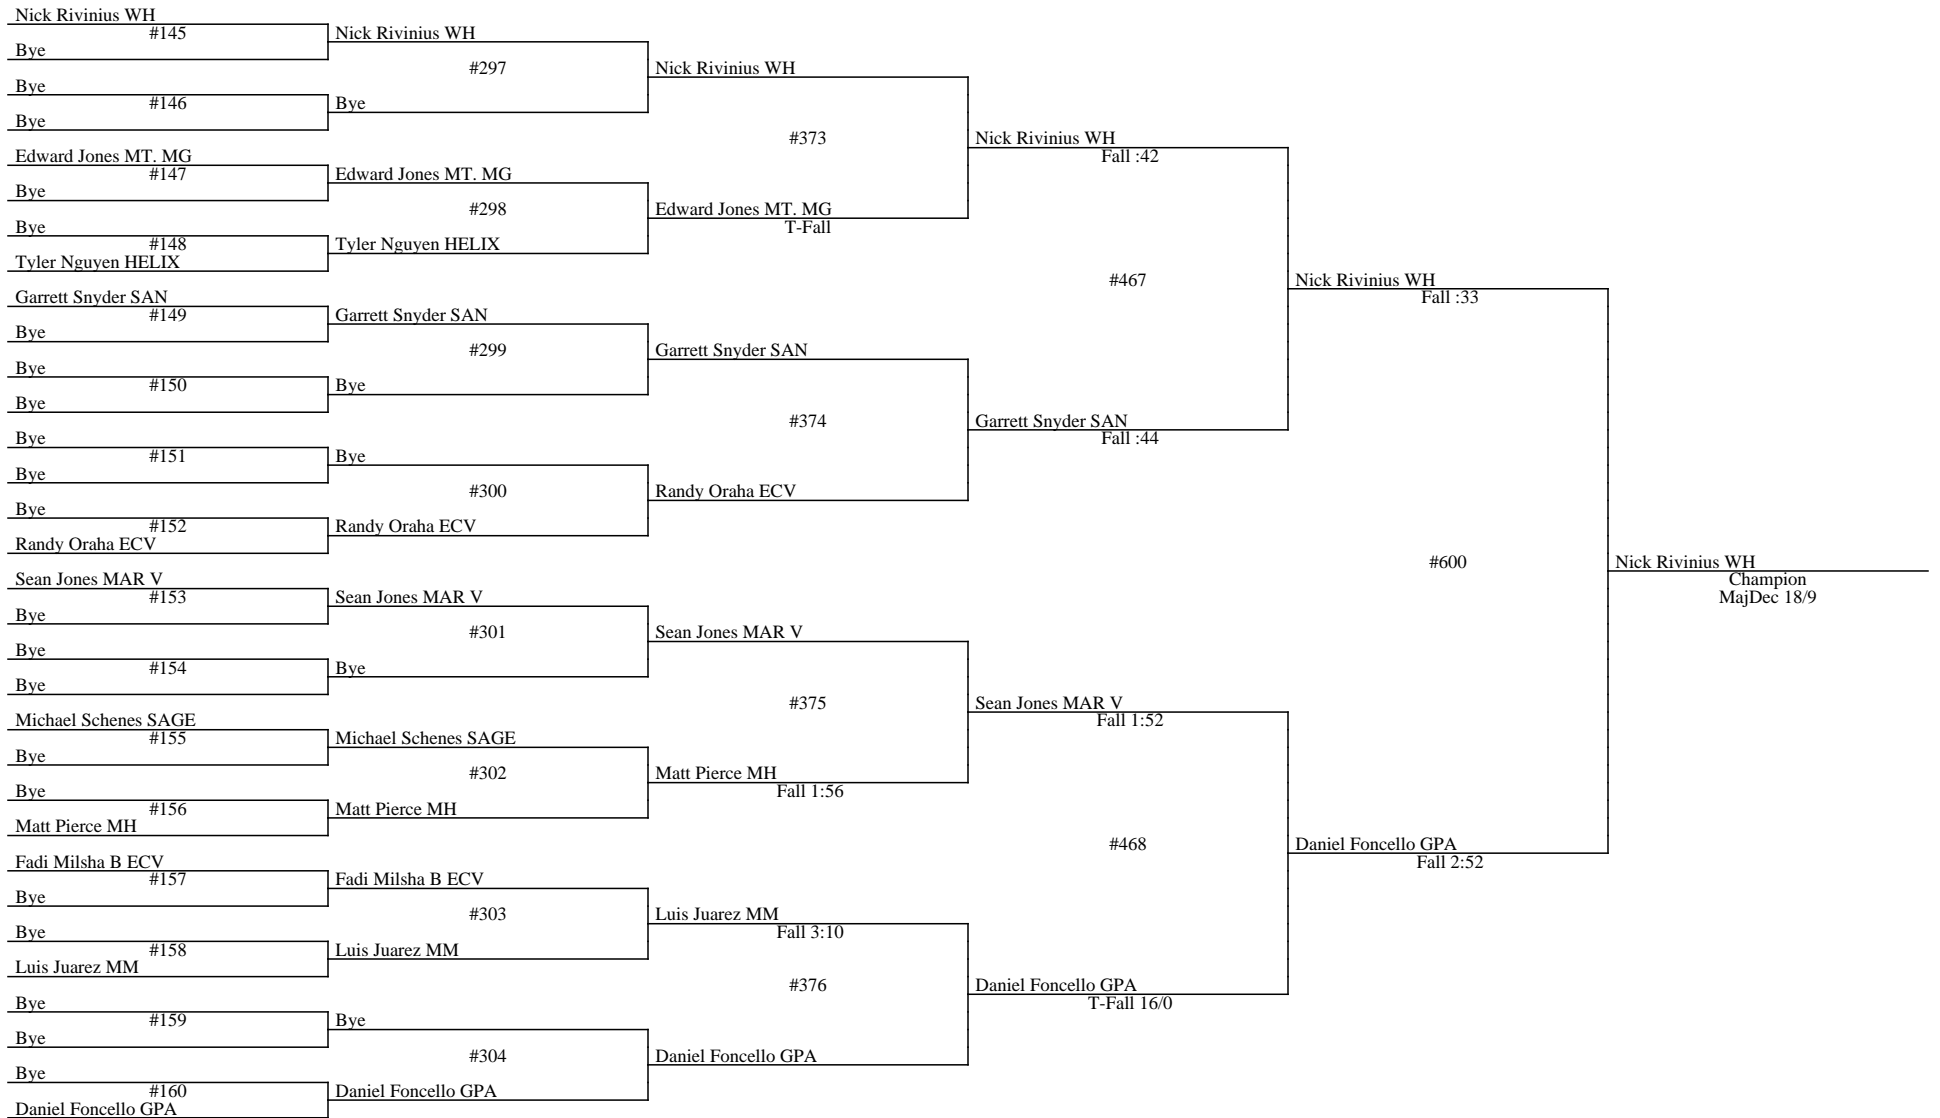 Nick Rivinius WH
#145
Bye
Bye
#146
Bye
Edward Jones MT. MG
#147
Bye
Bye
#148
Tyler Nguyen HELIX
Garrett Snyder SAN
#149
Bye
Bye
#150
Bye
Bye
#151
Bye
Bye
#152
Randy Oraha ECV
Sean Jones MAR V
#153
Bye
Bye
#154
Bye
Michael Schenes SAGE
#155
Bye
Bye
#156
Matt Pierce MH
Fadi Milsha B ECV
#157
Bye
Bye
#158
Luis Juarez MM
Bye
#159
Bye
Bye
#160
Daniel Foncello GPA
Nick Rivinius WH
#297
Bye
Edward Jones MT. MG
#298
Tyler Nguyen HELIX
Garrett Snyder SAN
#299
Bye
Bye
#300
Randy Oraha ECV
Sean Jones MAR V
#301
Bye
Michael Schenes SAGE
#302
Matt Pierce MH
Fadi Milsha B ECV
#303
Luis Juarez MM
Bye
#304
Daniel Foncello GPA
Nick Rivinius WH
#373
Edward Jones MT. MG
T-Fall
Garrett Snyder SAN
#374
Randy Oraha ECV
Sean Jones MAR V
#375
Matt Pierce MH
Fall 1:56
Luis Juarez MM
Fall 3:10
#376
Daniel Foncello GPA
Nick Rivinius WH
Fall :42
#467
Garrett Snyder SAN
Fall :44
Sean Jones MAR V
Fall 1:52
#468
Daniel Foncello GPA
T-Fall 16/0
Nick Rivinius WH
Fall :33
#600
Daniel Foncello GPA
Fall 2:52
Nick Rivinius WH
Champion
MajDec 18/9